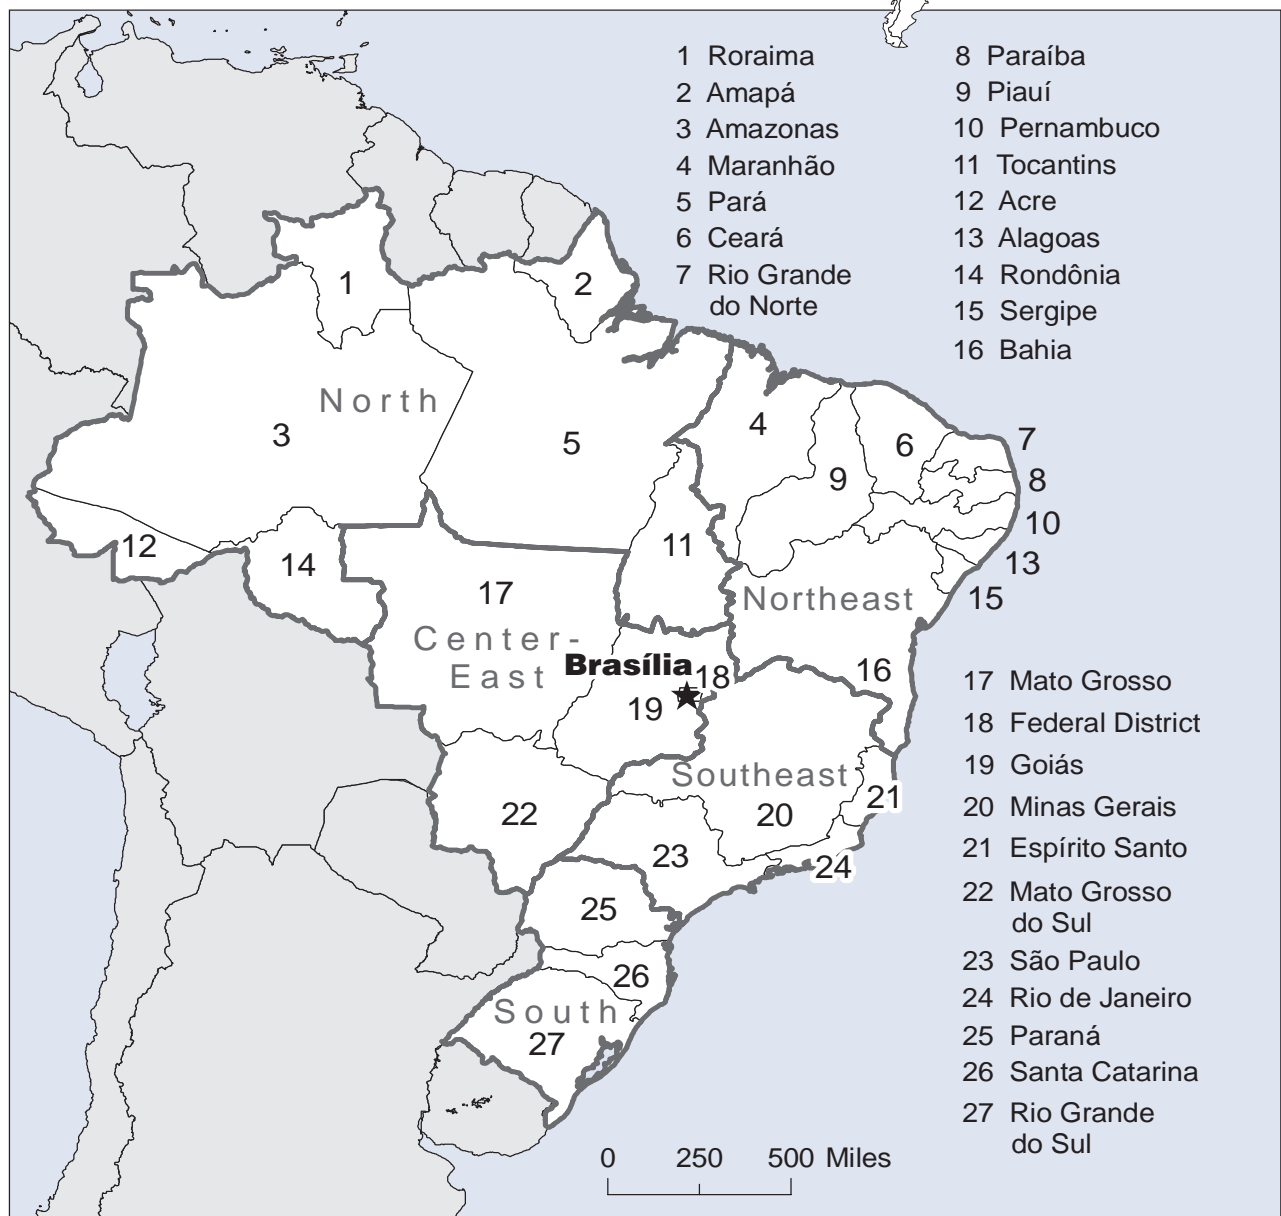 1 Roraima
2 Amapá
3 Amazonas
4 Maranhão
5 Pará
6 Ceará
7 Rio Grande
do Norte
8 Paraíba
9 Piauí
10 Pernambuco
11 Tocantins
12 Acre
13 Alagoas
14 Rondônia
15 Sergipe
16 Bahia
1
2
North
3
5
4
6
7
9
8
10
12
14
11
13
17
Northeast
15
Center-
East
Brasília
18
16
19
Southeast
21
22
20
23
24
25
26
South
27
17 Mato Grosso
18 Federal District
19 Goiás
20 Minas Gerais
21 Espírito Santo
22 Mato Grosso
do Sul
23 São Paulo
24 Rio de Janeiro
25 Paraná
26 Santa Catarina
27 Rio Grande
do Sul
0 250 500 Miles